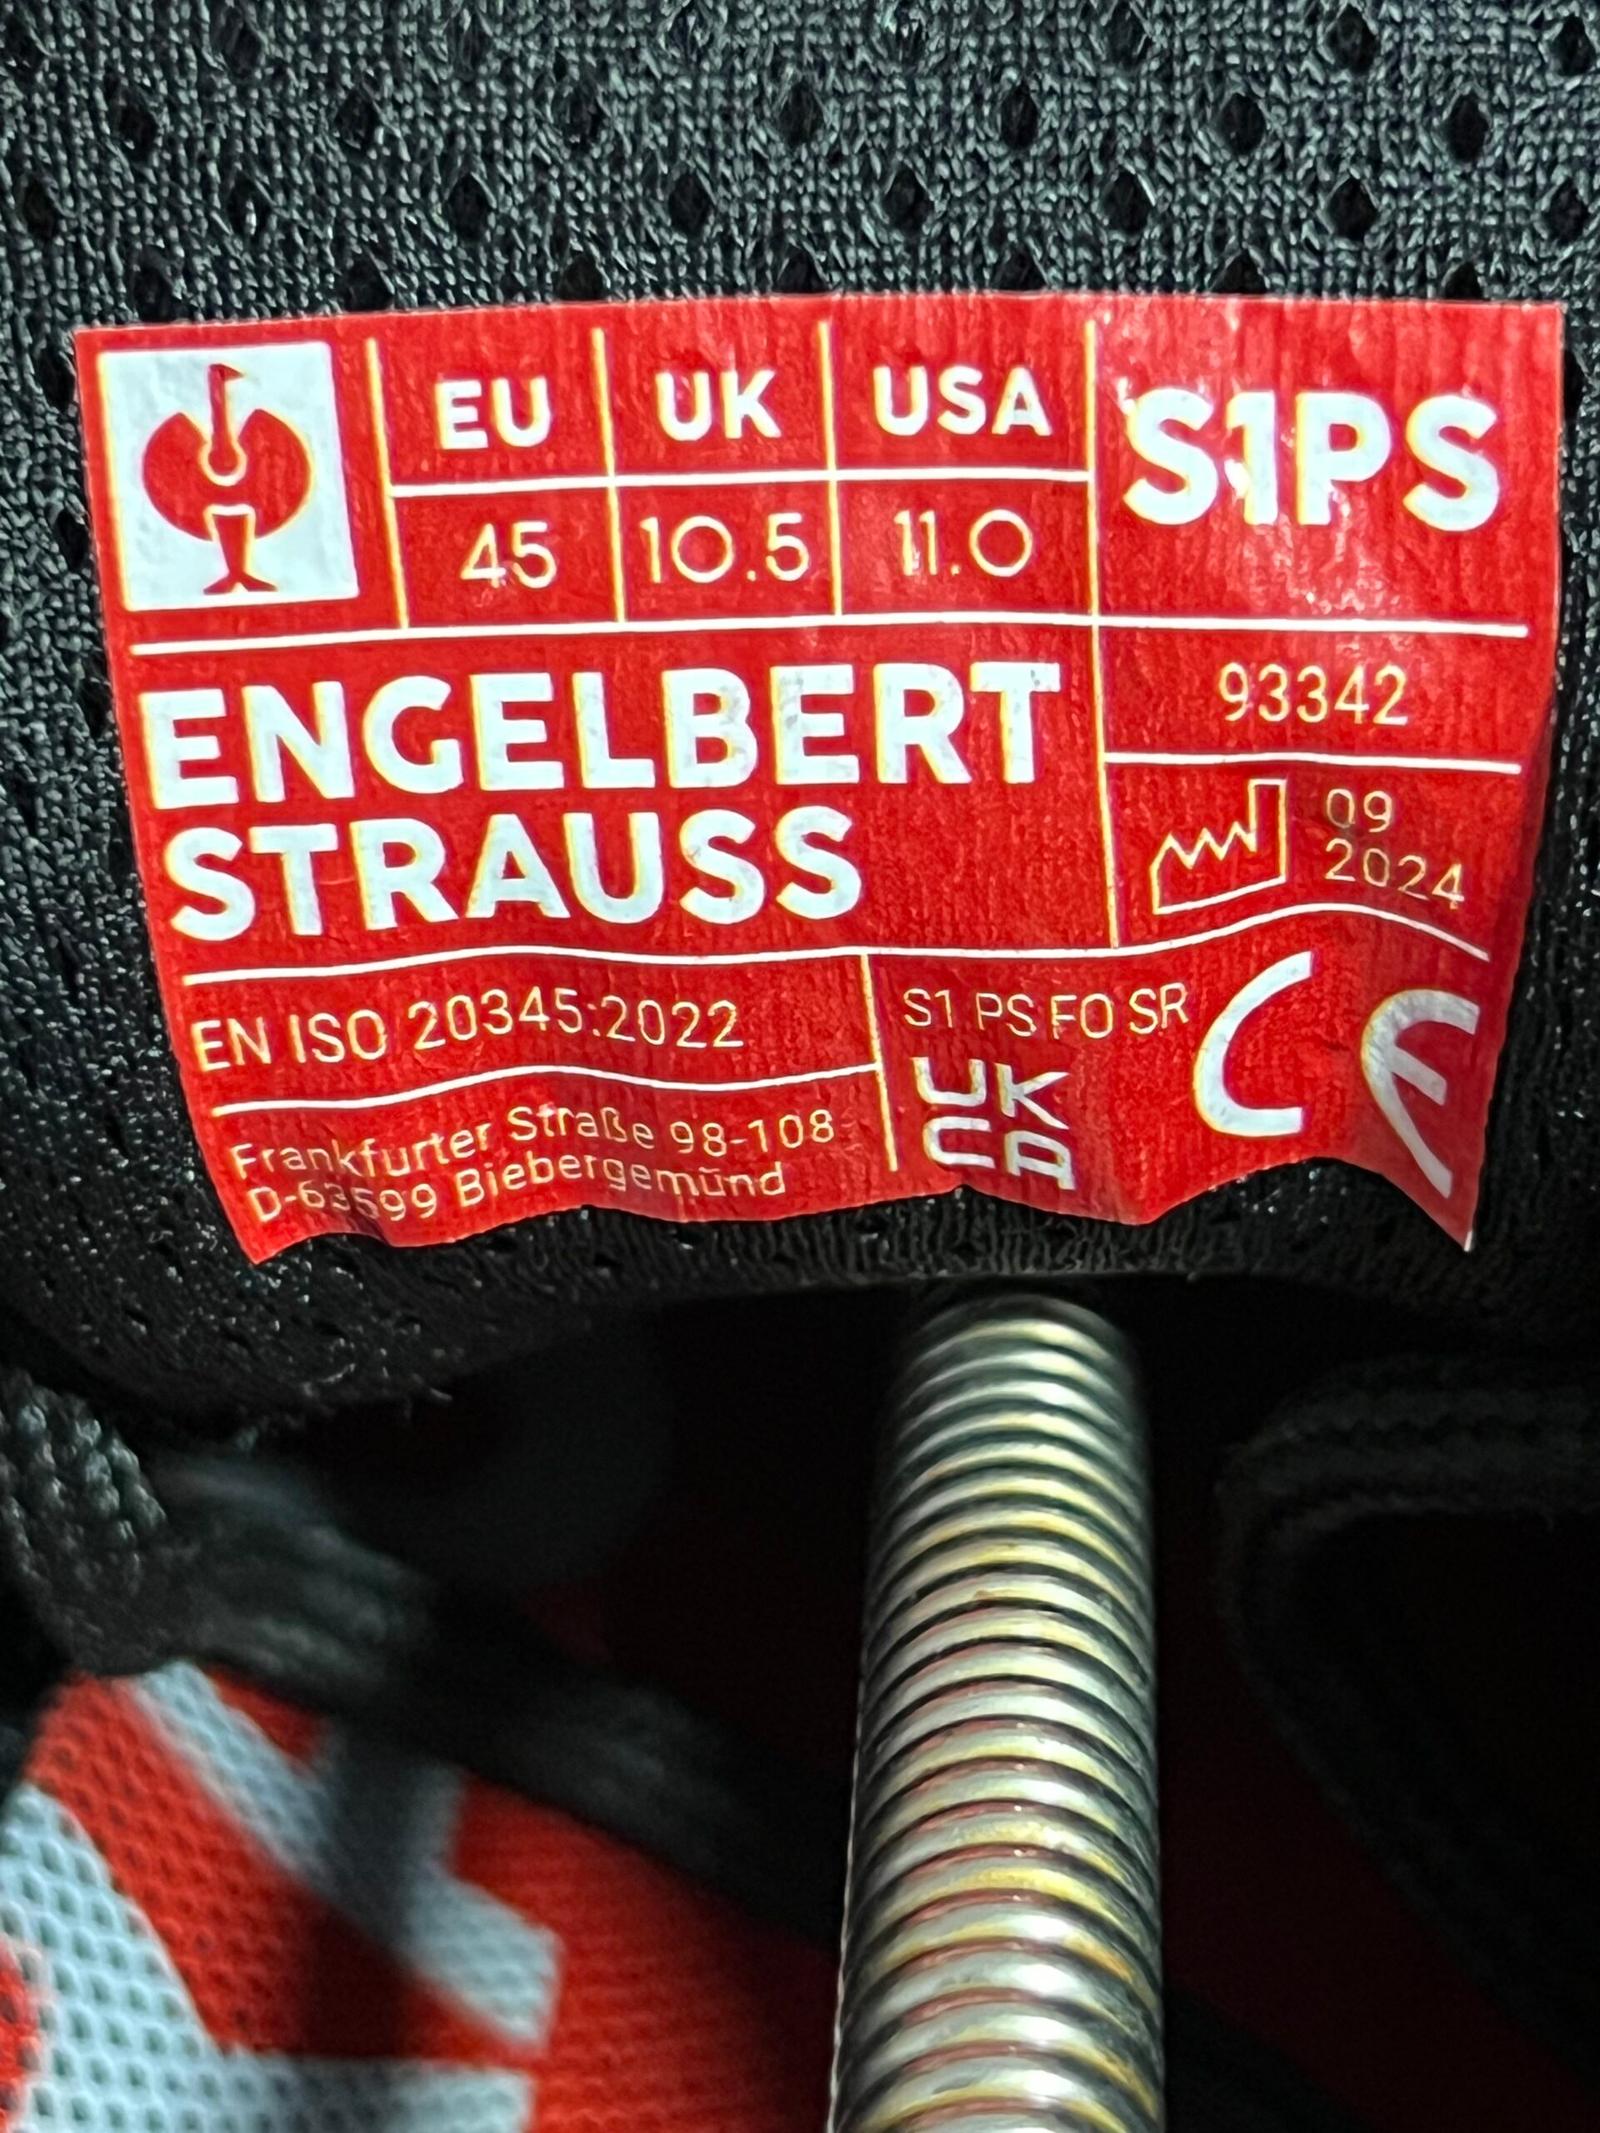 EU UK USA S1PS
45 10.5 11.0
ENGELBERT
STRAUSS
93342
09
2024
EN ISO 20345:2022
S1 PS FO SR
UK
CA
CE
Frankfurter Straße 98-108
D-63599 Biebergemünd